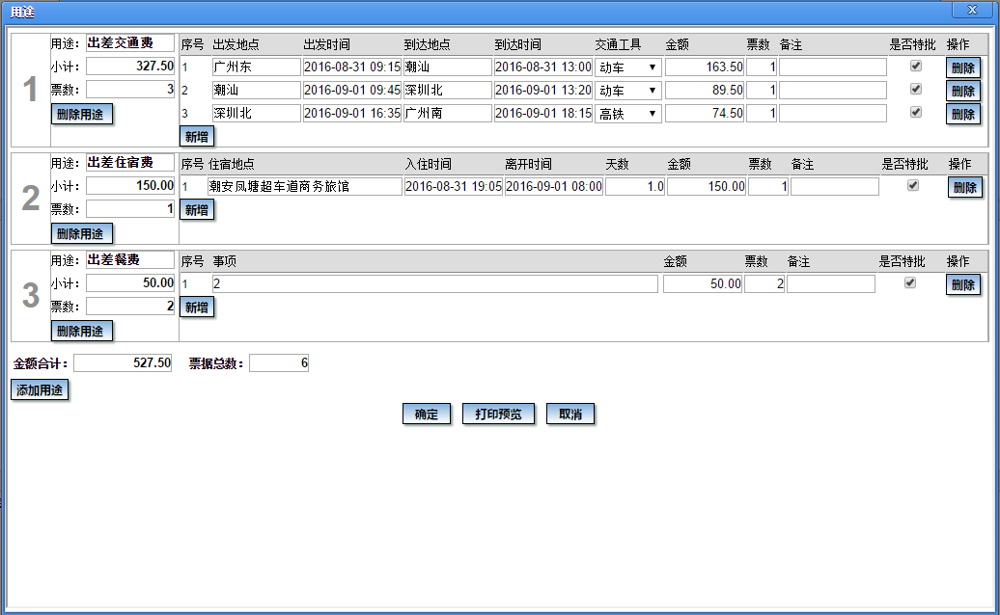 用途
1
用途: 出差交通费
小计: 327.50
票数: 3
删除用途
序号 出发地点 出发时间 到达地点 到达时间 交通工具 金额 票数 备注 是否特批 操作
1 广州东 2016-08-31 09:15 潮汕 2016-08-31 13:00 动车 163.50 1 删除
2 潮汕 2016-09-01 09:45 深圳北 2016-09-01 13:20 动车 89.50 1 删除
3 深圳北 2016-09-01 16:35 广州南 2016-09-01 18:15 高铁 74.50 1 删除
新增
2
用途: 出差住宿费
小计: 150.00
票数: 1
删除用途
序号 住宿地点 入住时间 离开时间 天数 金额 票数 备注 是否特批 操作
1 潮安凤塘超车道商务旅馆 2016-08-31 19:05 2016-09-01 08:00 1.0 150.00 1 删除
新增
3
用途: 出差餐费
小计: 50.00
票数: 2
删除用途
序号 事项 金额 票数 备注 是否特批 操作
1 2 50.00 2 删除
新增
金额合计: 527.50 票据总数: 6
添加用途
确定 打印预览 取消